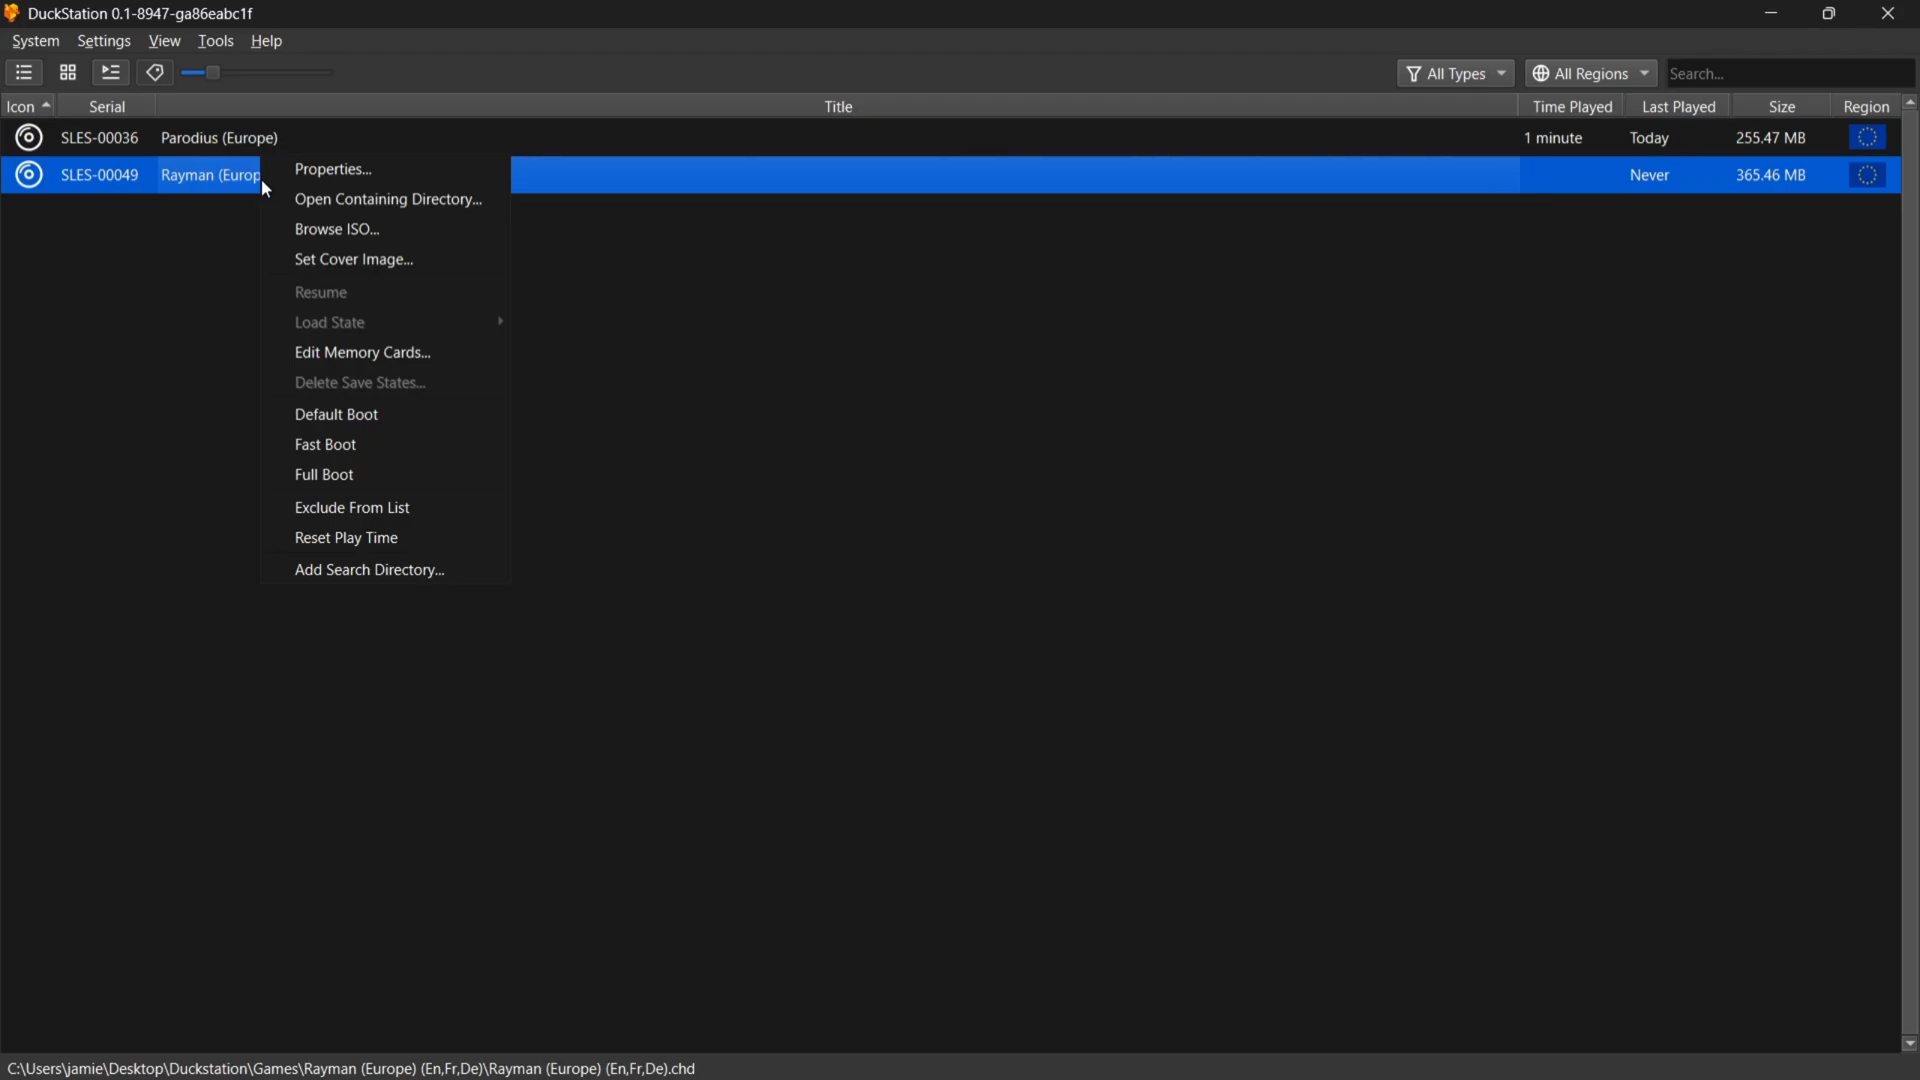 DuckStation 0.1-8947-ga86eabc1f
System Settings View Tools Help
All Types All Regions Search...
Icon Serial Title Time Played Last Played Size Region
SLES-00036 Parodius (Europe) 1 minute Today 255.47 MB
SLES-00049 Rayman (Europ Never 365.46 MB
Properties...
Open Containing Directory...
Browse ISO...
Set Cover Image...
Resume
Load State
Edit Memory Cards...
Delete Save States...
Default Boot
Fast Boot
Full Boot
Exclude From List
Reset Play Time
Add Search Directory...
C:\Users\jamie\Desktop\Duckstation\Games\Rayman (Europe) (En,Fr,De)\Rayman (Europe) (En,Fr,De).chd